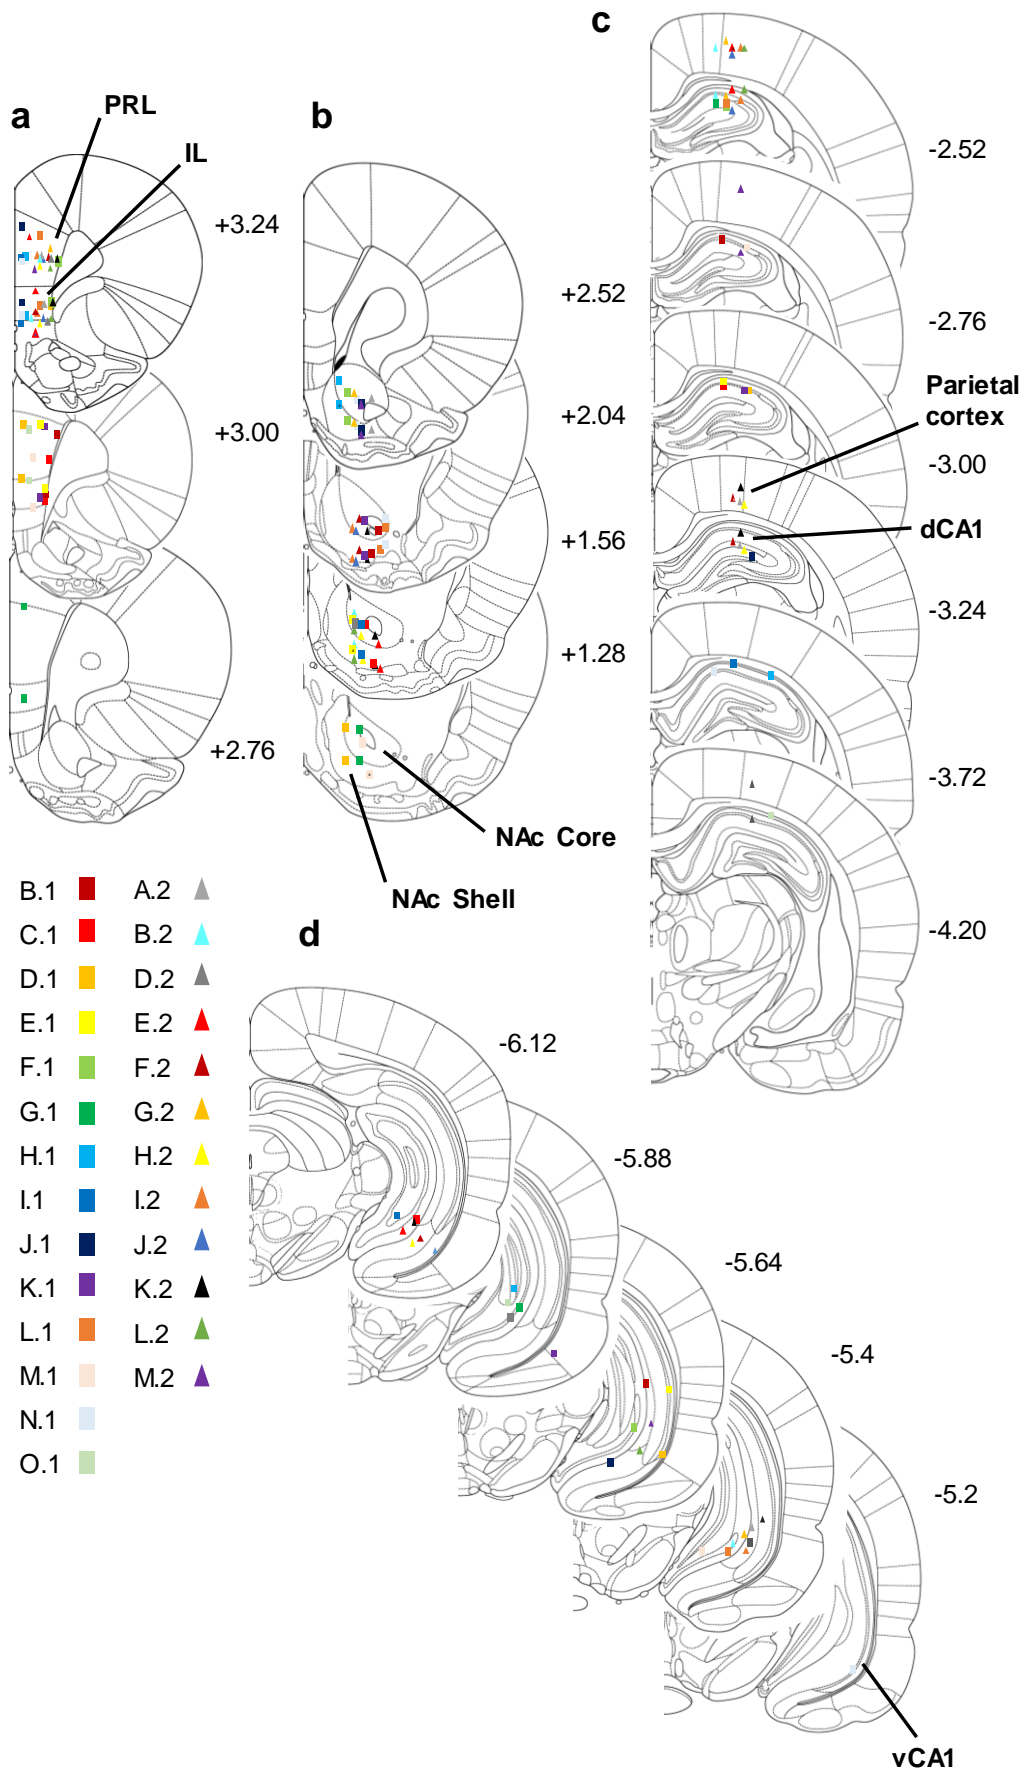 a
PRL
IL
+3.24
+3.00
+2.76
b
+2.52
+2.04
+1.56
+1.28
NAc Core
NAc Shell
c
-2.52
-2.76
Parietal
cortex
-3.00
dCA1
-3.24
-3.72
-4.20
B.1
A.2
C.1
B.2
D.1
D.2
E.1
E.2
F.1
F.2
G.1
G.2
H.1
H.2
I.1
I.2
J.1
J.2
K.1
K.2
L.1
L.2
M.1
M.2
N.1
O.1
d
-6.12
-5.88
-5.64
-5.4
-5.2
vCA1